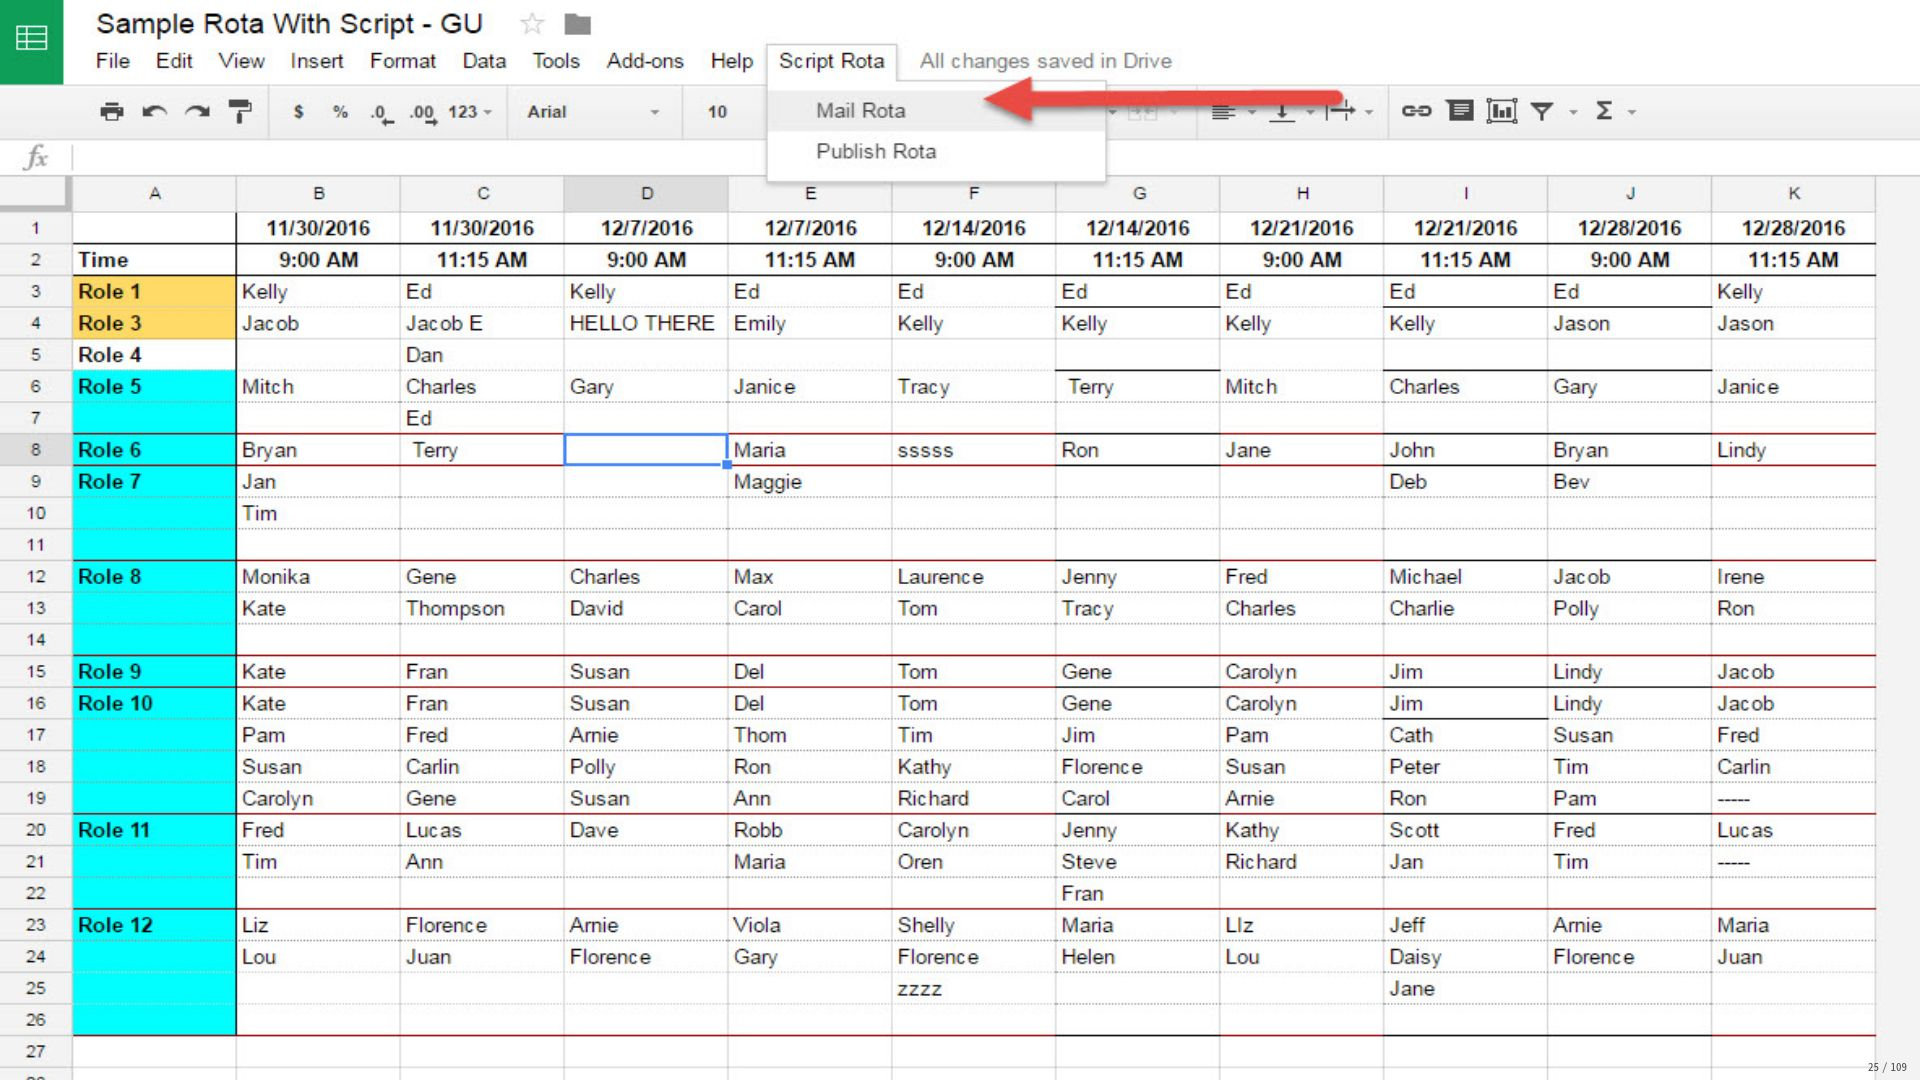 Sample Rota With Script - GU
File Edit View Insert Format Data Tools Add-ons Help Script Rota All changes saved in Drive
$ % .0 .00 123 Arial 10
Mail Rota
Publish Rota
fx
A B C D E F G H I J K
1 11/30/2016 11/30/2016 12/7/2016 12/7/2016 12/14/2016 12/14/2016 12/21/2016 12/21/2016 12/28/2016 12/28/2016
2 Time 9:00 AM 11:15 AM 9:00 AM 11:15 AM 9:00 AM 11:15 AM 9:00 AM 11:15 AM 9:00 AM 11:15 AM
3 Role 1 Kelly Ed Kelly Ed Ed Ed Ed Ed Ed Kelly
4 Role 3 Jacob Jacob E HELLO THERE Emily Kelly Kelly Kelly Kelly Jason Jason
5 Role 4 Dan
6 Role 5 Mitch Charles Gary Janice Tracy Terry Mitch Charles Gary Janice
7 Ed
8 Role 6 Bryan Terry Maria sssss Ron Jane John Bryan Lindy
9 Role 7 Jan Maggie Deb Bev
10 Tim
11
12 Role 8 Monika Gene Charles Max Laurence Jenny Fred Michael Jacob Irene
13 Kate Thompson David Carol Tom Tracy Charles Charlie Polly Ron
14
15 Role 9 Kate Fran Susan Del Tom Gene Carolyn Jim Lindy Jacob
16 Role 10 Kate Fran Susan Del Tom Gene Carolyn Jim Lindy Jacob
17 Pam Fred Arnie Thom Tim Jim Pam Cath Susan Fred
18 Susan Carlin Polly Ron Kathy Florence Susan Peter Tim Carlin
19 Carolyn Gene Susan Ann Richard Carol Arnie Ron Pam -----
20 Role 11 Fred Lucas Dave Robb Carolyn Jenny Kathy Scott Fred Lucas
21 Tim Ann Maria Oren Steve Richard Jan Tim -----
22 Fran
23 Role 12 Liz Florence Arnie Viola Shelly Maria LIz Jeff Arnie Maria
24 Lou Juan Florence Gary Florence Helen Lou Daisy Florence Juan
25 zzzz Jane
26
27
25 / 109